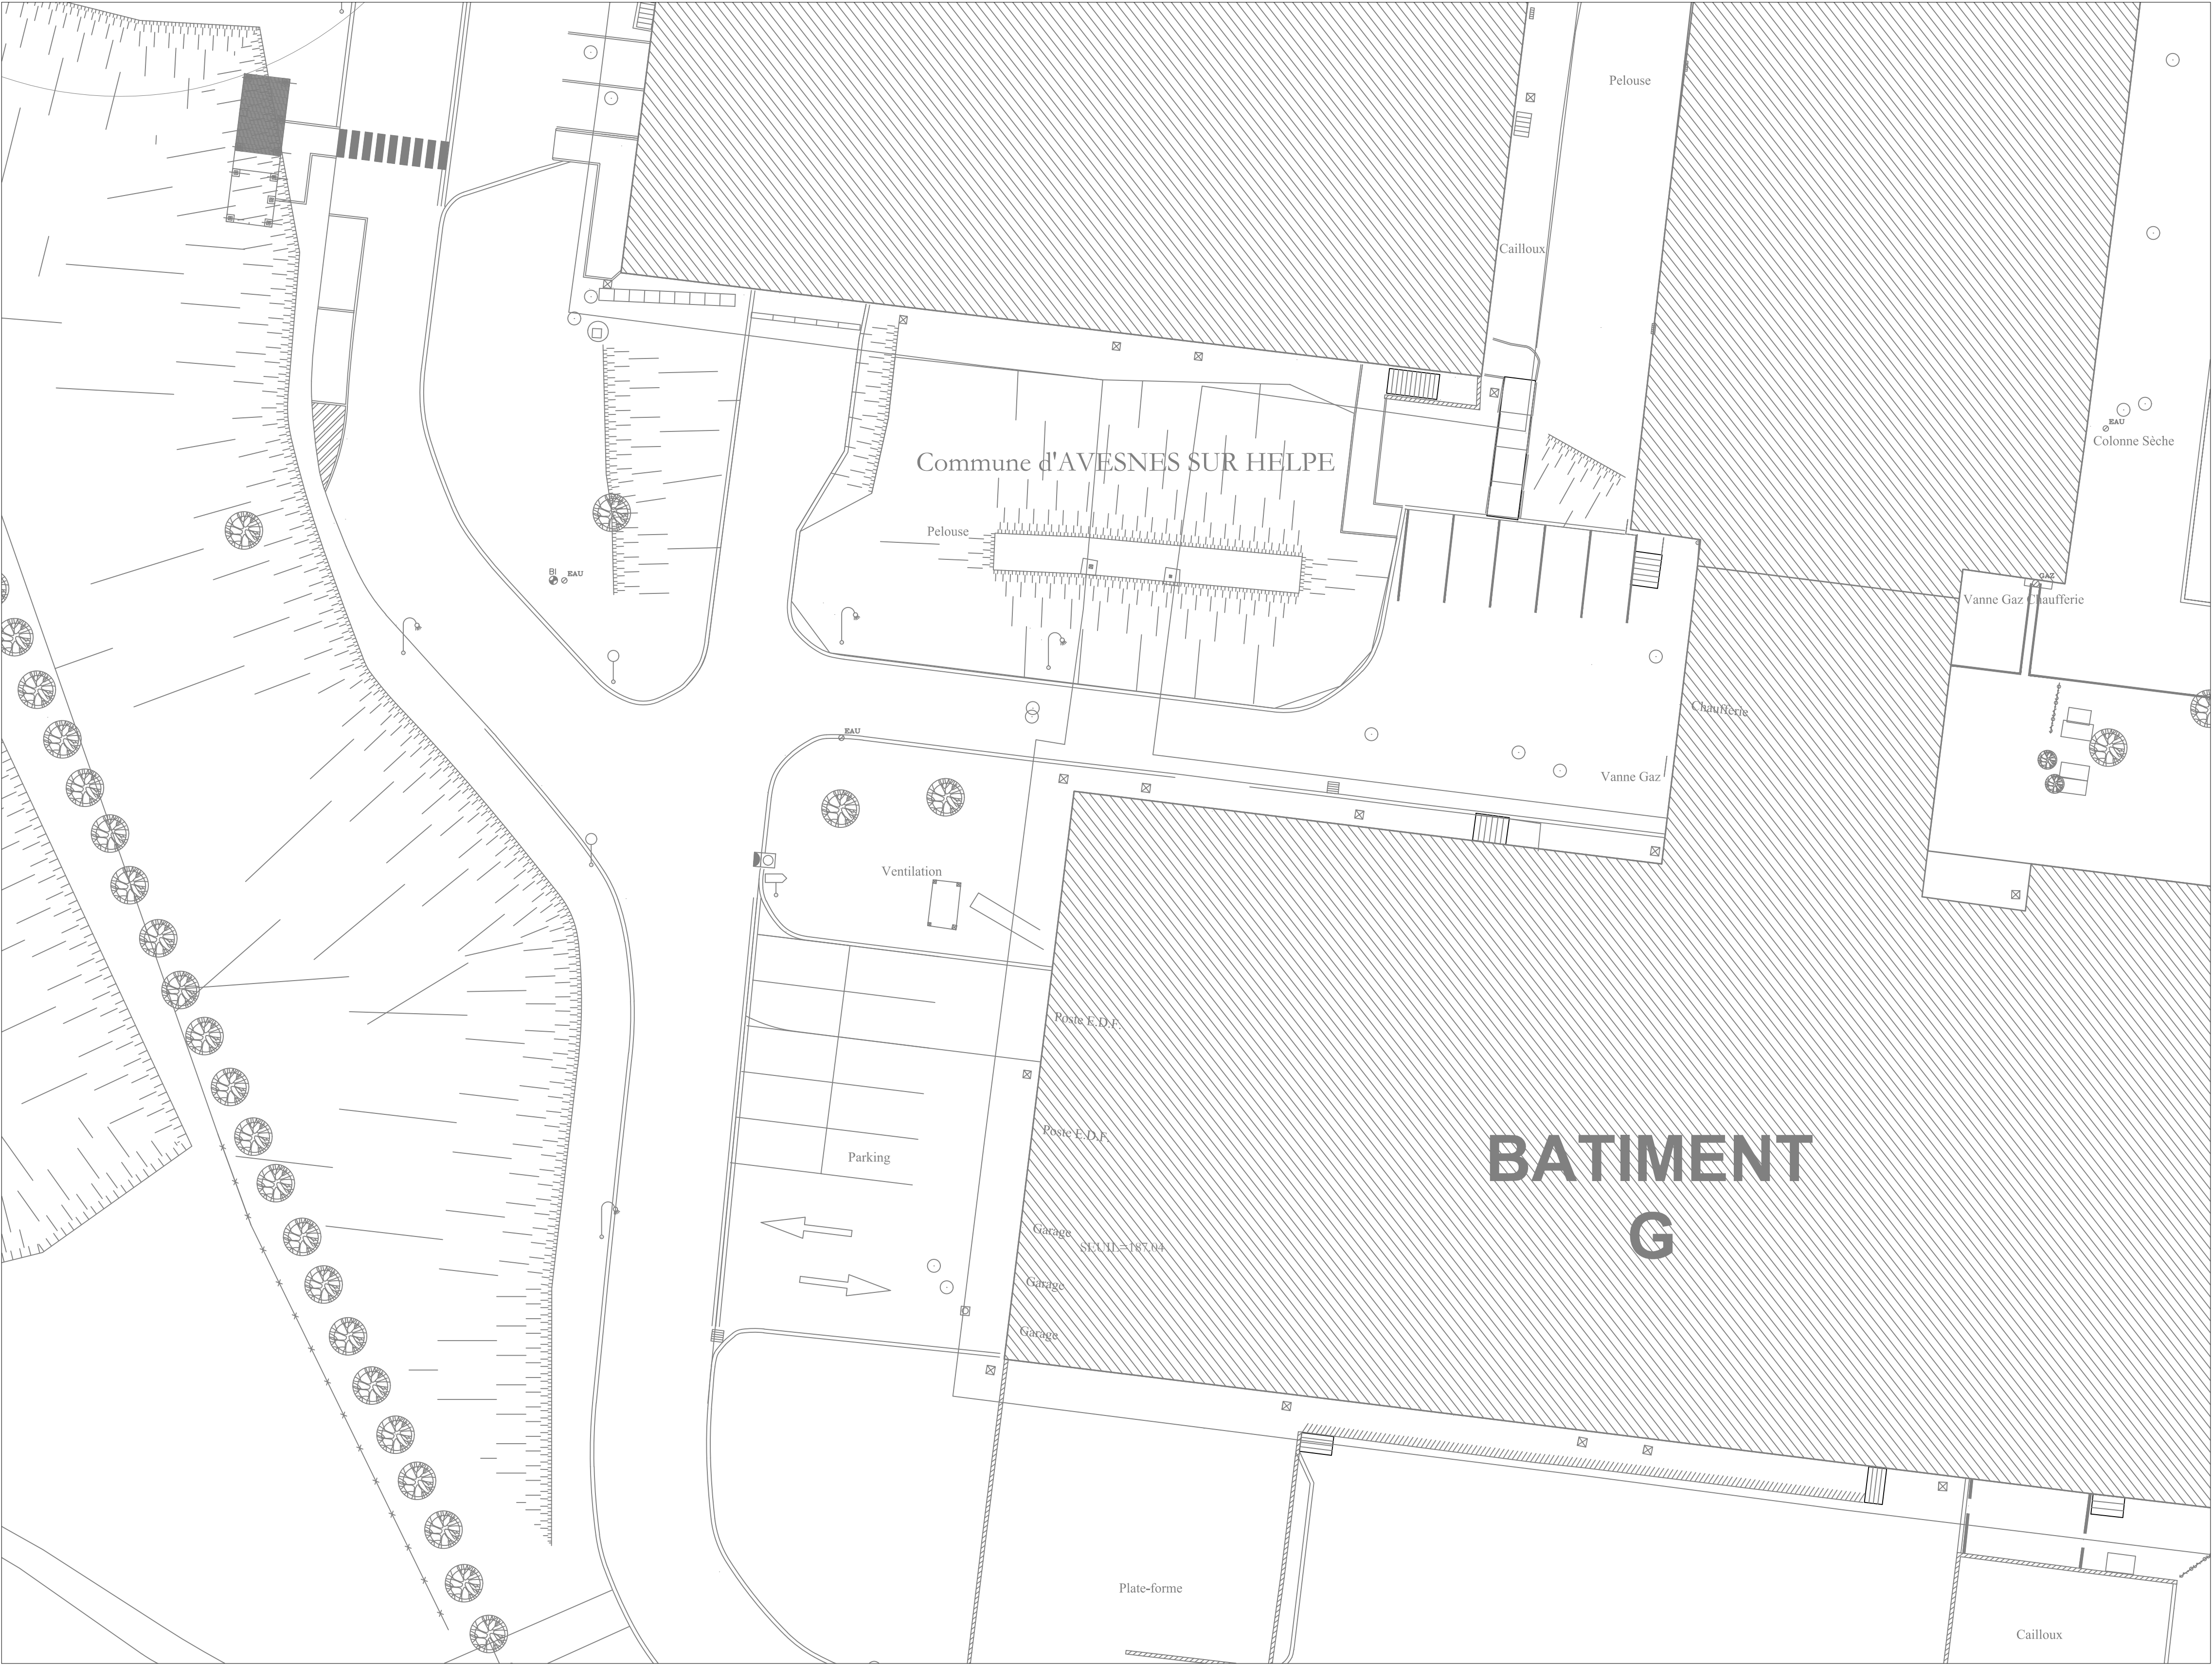 Pelouse
Cailloux
EAU
Colonne Sèche
Commune d'AVESNES SUR HELPE
Pelouse
BI
EAU
GAZ
Vanne Gaz Chaufferie
Chaufferie
EAU
Vanne Gaz
Ventilation
Poste E.D.F.
Poste E.D.F.
Parking
BATIMENT
G
Garage
SEUIL=187.04
Garage
Garage
Plate-forme
Cailloux